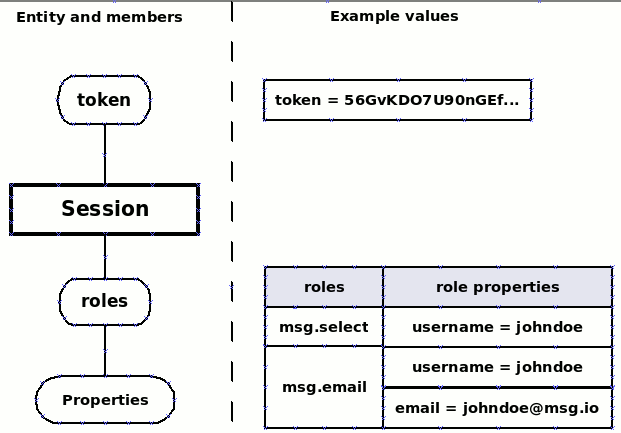 Entity and members
Example values
token
token = 56GvKDO7U90nGEf...
Session
roles
role properties
roles
msg.select
username = johndoe
username = johndoe
msg.email
Properties
email = johndoe@msg.io